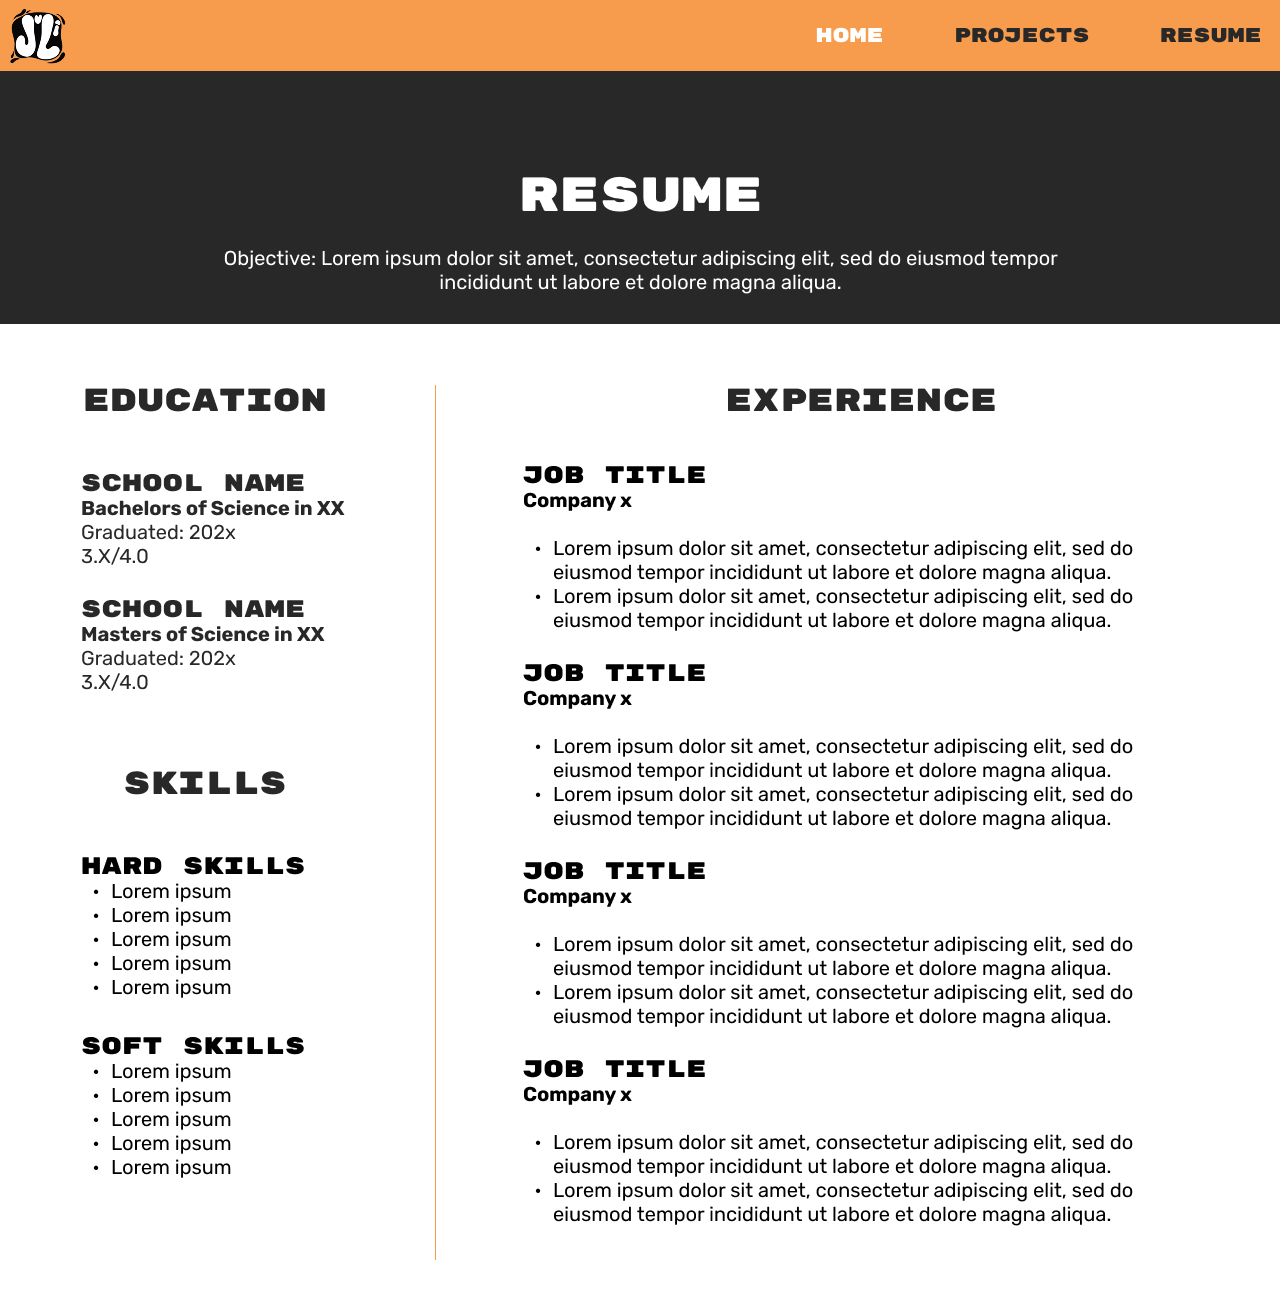 JLi
HOME PROJECTS RESUME
RESUME
Objective: Lorem ipsum dolor sit amet, consectetur adipiscing elit, sed do eiusmod tempor
incididunt ut labore et dolore magna aliqua.
EDUCATION
SCHOOL NAME
Bachelors of Science in XX
Graduated: 202x
3.X/4.0
SCHOOL NAME
Masters of Science in XX
Graduated: 202x
3.X/4.0
SKILLS
HARD SKILLS
• Lorem ipsum
• Lorem ipsum
• Lorem ipsum
• Lorem ipsum
• Lorem ipsum
SOFT SKILLS
• Lorem ipsum
• Lorem ipsum
• Lorem ipsum
• Lorem ipsum
• Lorem ipsum
EXPERIENCE
JOB TITLE
Company x
• Lorem ipsum dolor sit amet, consectetur adipiscing elit, sed do
eiusmod tempor incididunt ut labore et dolore magna aliqua.
• Lorem ipsum dolor sit amet, consectetur adipiscing elit, sed do
eiusmod tempor incididunt ut labore et dolore magna aliqua.
JOB TITLE
Company x
• Lorem ipsum dolor sit amet, consectetur adipiscing elit, sed do
eiusmod tempor incididunt ut labore et dolore magna aliqua.
• Lorem ipsum dolor sit amet, consectetur adipiscing elit, sed do
eiusmod tempor incididunt ut labore et dolore magna aliqua.
JOB TITLE
Company x
• Lorem ipsum dolor sit amet, consectetur adipiscing elit, sed do
eiusmod tempor incididunt ut labore et dolore magna aliqua.
• Lorem ipsum dolor sit amet, consectetur adipiscing elit, sed do
eiusmod tempor incididunt ut labore et dolore magna aliqua.
JOB TITLE
Company x
• Lorem ipsum dolor sit amet, consectetur adipiscing elit, sed do
eiusmod tempor incididunt ut labore et dolore magna aliqua.
• Lorem ipsum dolor sit amet, consectetur adipiscing elit, sed do
eiusmod tempor incididunt ut labore et dolore magna aliqua.